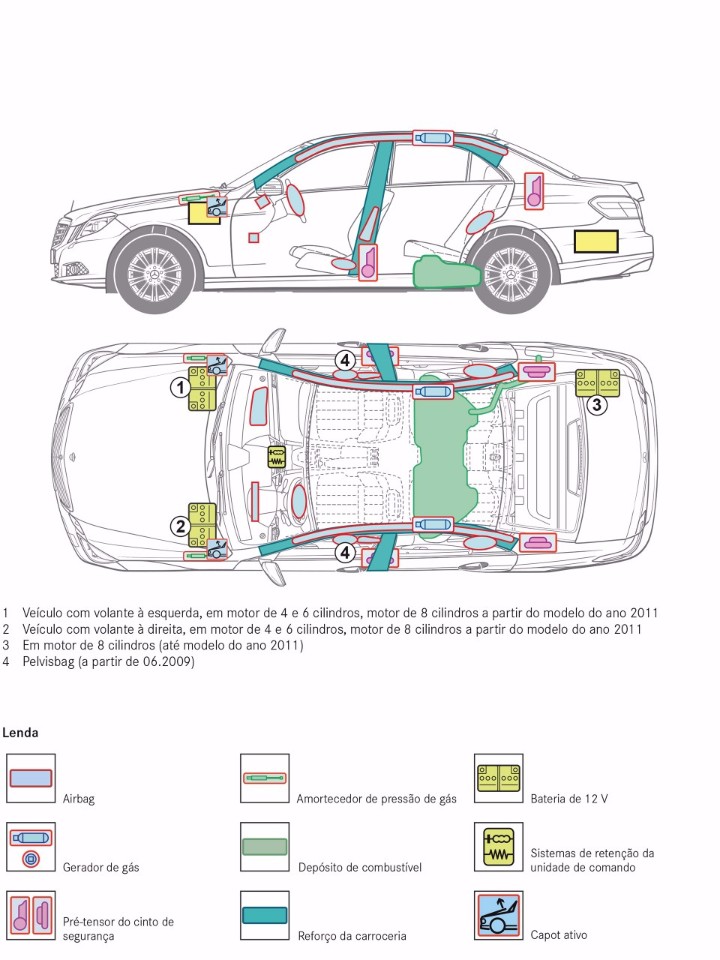 4
1
3
2
4
1 Veículo com volante à esquerda, em motor de 4 e 6 cilindros, motor de 8 cilindros a partir do modelo do ano 2011
2 Veículo com volante à direita, em motor de 4 e 6 cilindros, motor de 8 cilindros a partir do modelo do ano 2011
3 Em motor de 8 cilindros (até modelo do ano 2011)
4 Pelvisbag (a partir de 06.2009)
Lenda
Airbag
Amortecedor de pressão de gás
Bateria de 12 V
Gerador de gás
Depósito de combustível
Sistemas de retenção da
unidade de comando
Pré-tensor do cinto de
segurança
Reforço da carroceria
Capot ativo